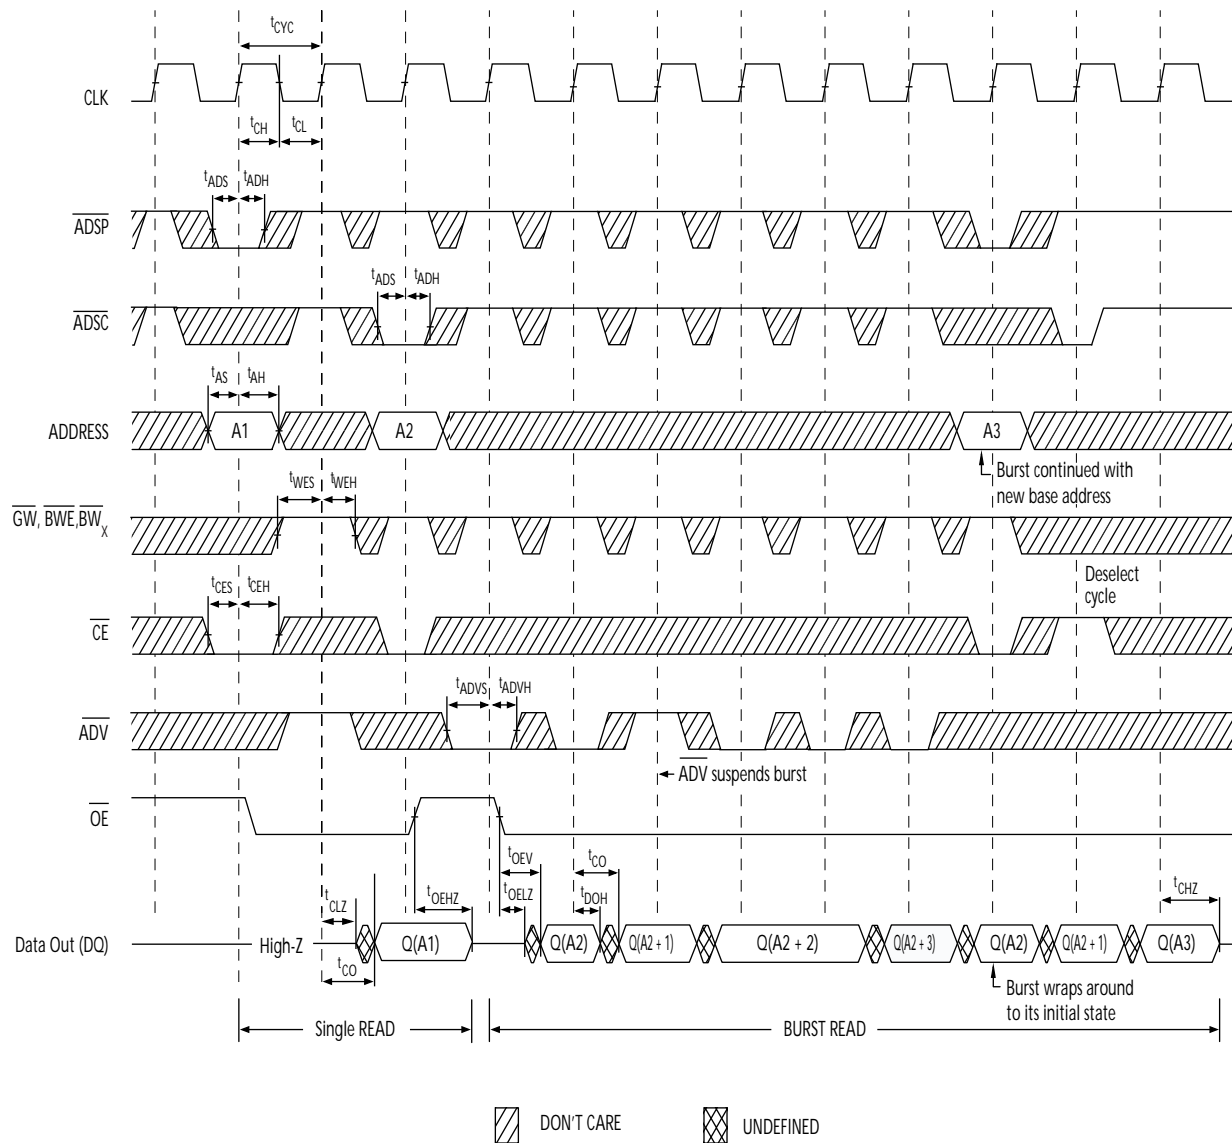 tCYC
CLK
tCH tCL
tADS tADH
ADSP
tADS tADH
ADSC
tAS tAH
ADDRESS A1 A2 A3
Burst continued with
new base address
tWES tWEH
GW, BWE,BWX
Deselect
cycle
tCES tCEH
CE
tADVS tADVH
ADV
ADV suspends burst
OE
tOEV tCO
tCLZ tOEHZ tOELZ tDOH tCHZ
Data Out (DQ) High-Z Q(A1) Q(A2) Q(A2 + 1) Q(A2 + 2) Q(A2 + 3) Q(A2) Q(A2 + 1) Q(A3)
tCO
Burst wraps around
to its initial state
Single READ BURST READ
DON'T CARE UNDEFINED